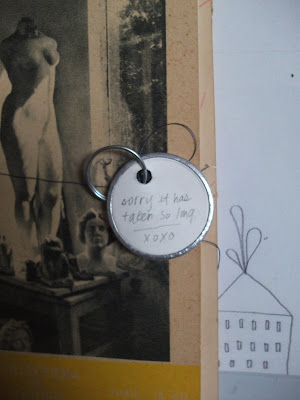 sorry it has
taken so long
xoxo